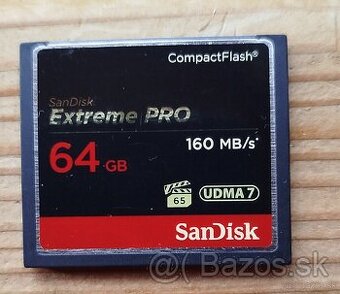 CompactFlash®
SanDisk
Extreme PRO
160 MB/s*
64 GB
65
UDMA 7
SanDisk
Bazos.sk